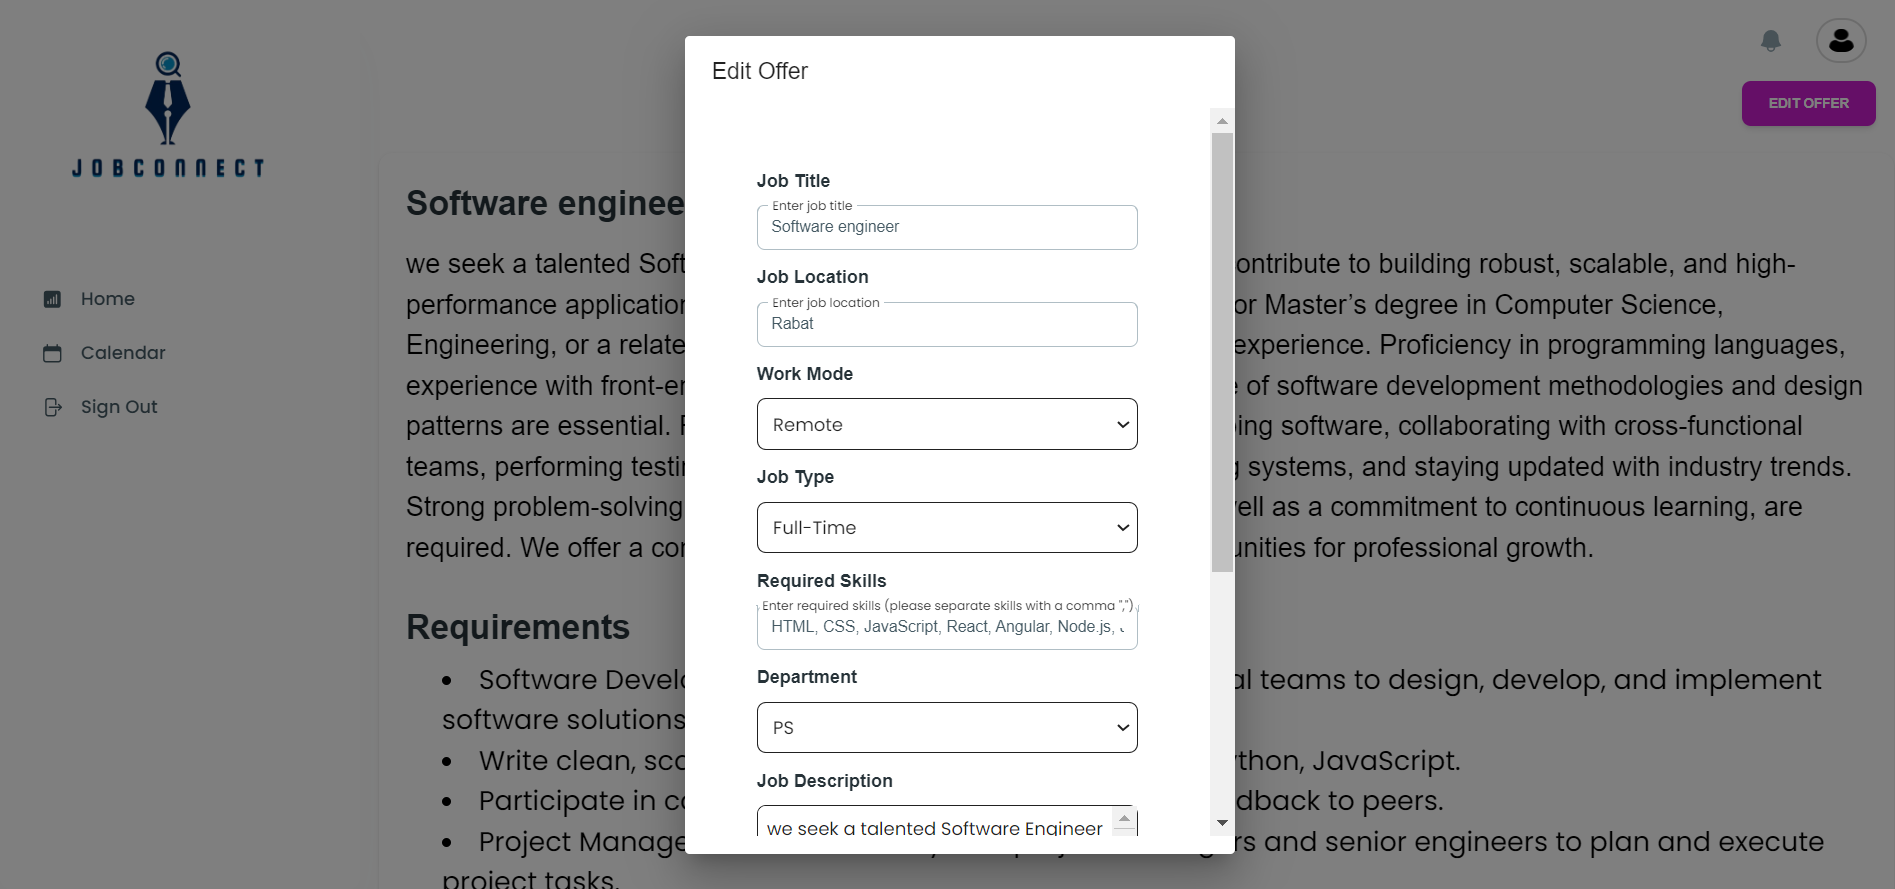 JOBCONNECT
Home
Calendar
Sign Out
EDIT OFFER
Software enginee
we seek a talented Soft
ontribute to building robust, scalable, and high-
performance application
or Master’s degree in Computer Science,
Engineering, or a relate
experience. Proficiency in programming languages,
experience with front-en
e of software development methodologies and design
patterns are essential.
ing software, collaborating with cross-functional
teams, performing testin
g systems, and staying updated with industry trends.
Strong problem-solving
ell as a commitment to continuous learning, are
required. We offer a co
unities for professional growth.
Requirements
Software Develo
al teams to design, develop, and implement
software solutions
Write clean, sca
thon, JavaScript.
Participate in co
dback to peers.
Project Manage
rs and senior engineers to plan and execute
project tasks.
Edit Offer
Job Title
Enter job title
Software engineer
Job Location
Enter job location
Rabat
Work Mode
Remote
Job Type
Full-Time
Required Skills
Enter required skills (please separate skills with a comma ",")
HTML, CSS, JavaScript, React, Angular, Node.js,
Department
PS
Job Description
we seek a talented Software Engineer